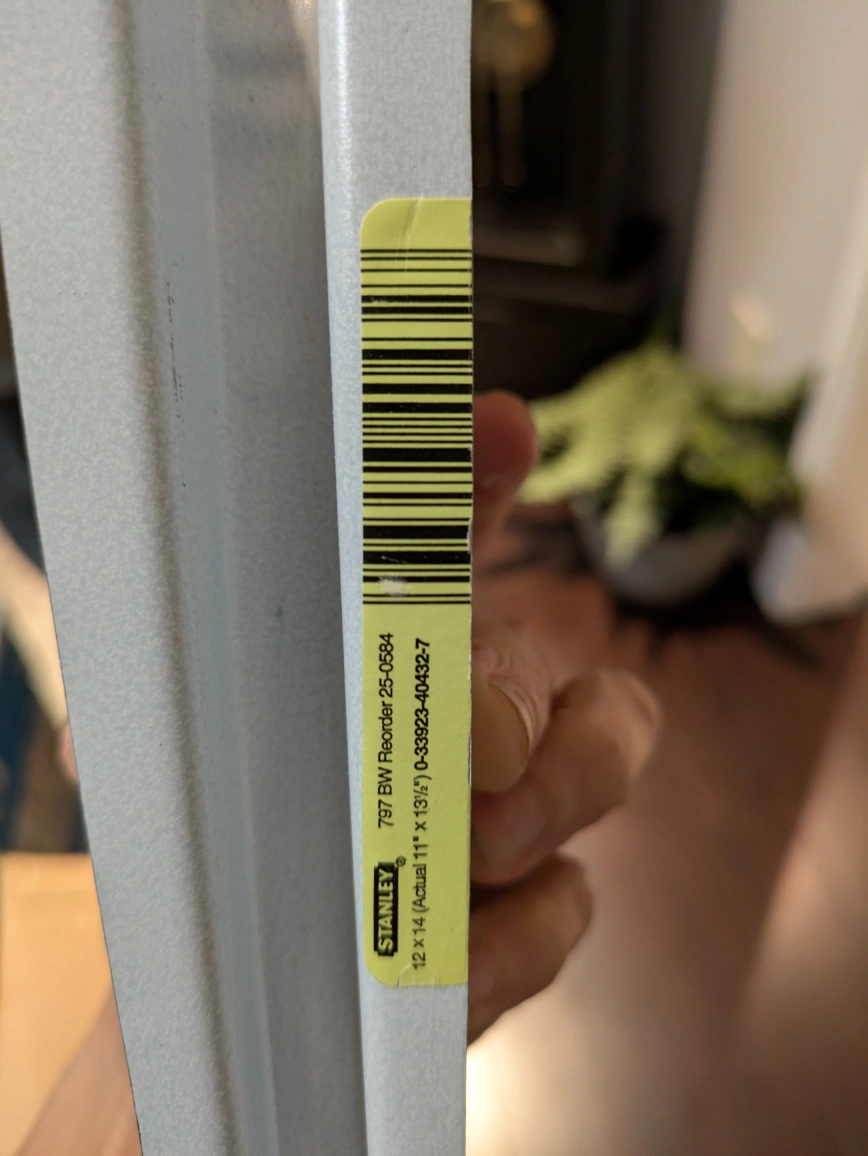 STANLEY® 797 BW Reorder 25-0584
12 X 14 (Actual 11" X 13½") 0-33923-40432-7